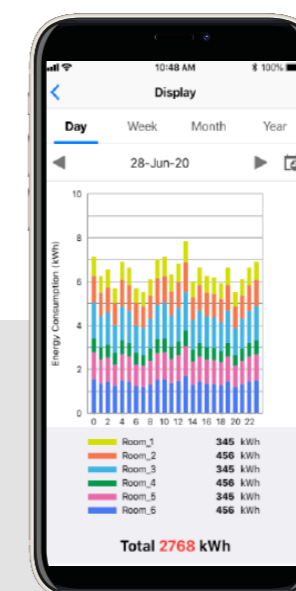 10:48 AM
100%
Display
Day Week Month Year
28-Jun-20
Energy Consumption (kWh)
10
8
6
4
2
0
0 2 4 6 8 10 12 14 16 18 20 22
Room_1 345 kWh
Room_2 456 kWh
Room_3 345 kWh
Room_4 456 kWh
Room_5 345 kWh
Room_6 456 kWh
Total 2768 kWh